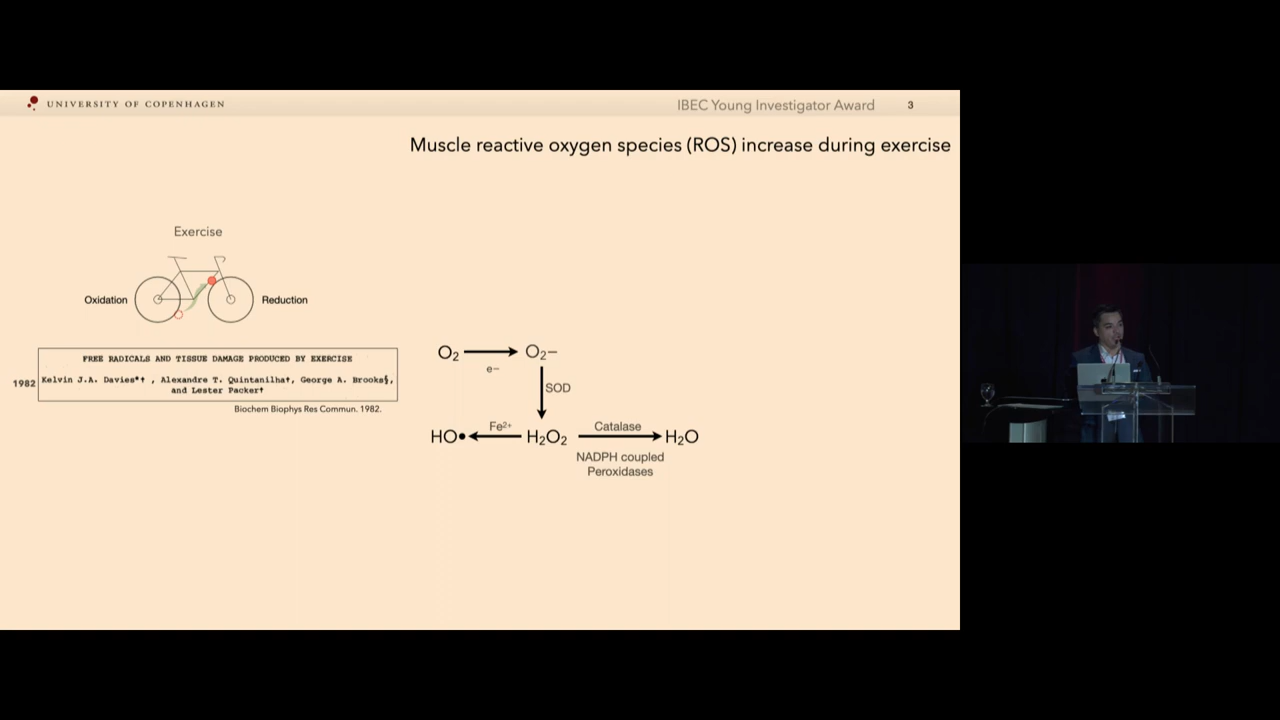 UNIVERSITY OF COPENHAGEN
IBEC Young Investigator Award
3
Muscle reactive oxygen species (ROS) increase during exercise
Exercise
Oxidation
Reduction
1982
FREE RADICALS AND TISSUE DAMAGE PRODUCED BY EXERCISE
Kelvin J.A. Davies*†, Alexandre T. Quintanilha†, George A. Brooks§,
and Lester Packer†
Biochem Biophys Res Commun. 1982.
O₂
O₂−
e−
SOD
HO•
Fe²⁺
H₂O₂
Catalase
H₂O
NADPH coupled
Peroxidases